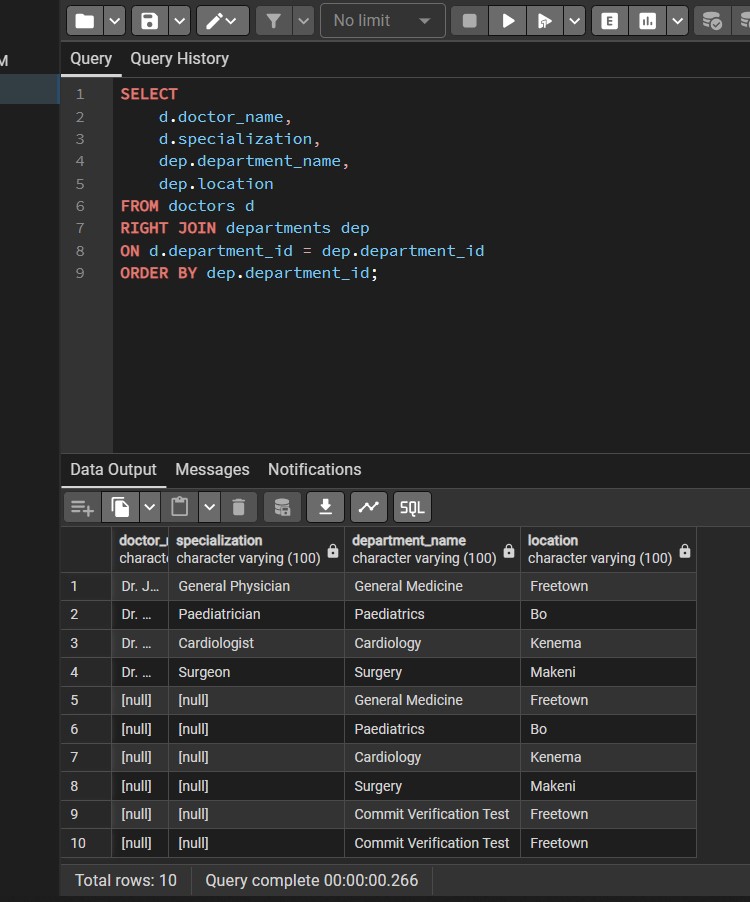 No limit
E
M
Query Query History
1 SELECT
2 d.doctor_name,
3 d.specialization,
4 dep.department_name,
5 dep.location
6 FROM doctors d
7 RIGHT JOIN departments dep
8 ON d.department_id = dep.department_id
9 ORDER BY dep.department_id;
Data Output Messages Notifications
SQL
doctor_ specialization department_name location
charact character varying (100) character varying (100) character varying (100)
1 Dr. J... General Physician General Medicine Freetown
2 Dr. ... Paediatrician Paediatrics Bo
3 Dr. ... Cardiologist Cardiology Kenema
4 Dr. ... Surgeon Surgery Makeni
5 [null] [null] General Medicine Freetown
6 [null] [null] Paediatrics Bo
7 [null] [null] Cardiology Kenema
8 [null] [null] Surgery Makeni
9 [null] [null] Commit Verification Test Freetown
10 [null] [null] Commit Verification Test Freetown
Total rows: 10 Query complete 00:00:00.266